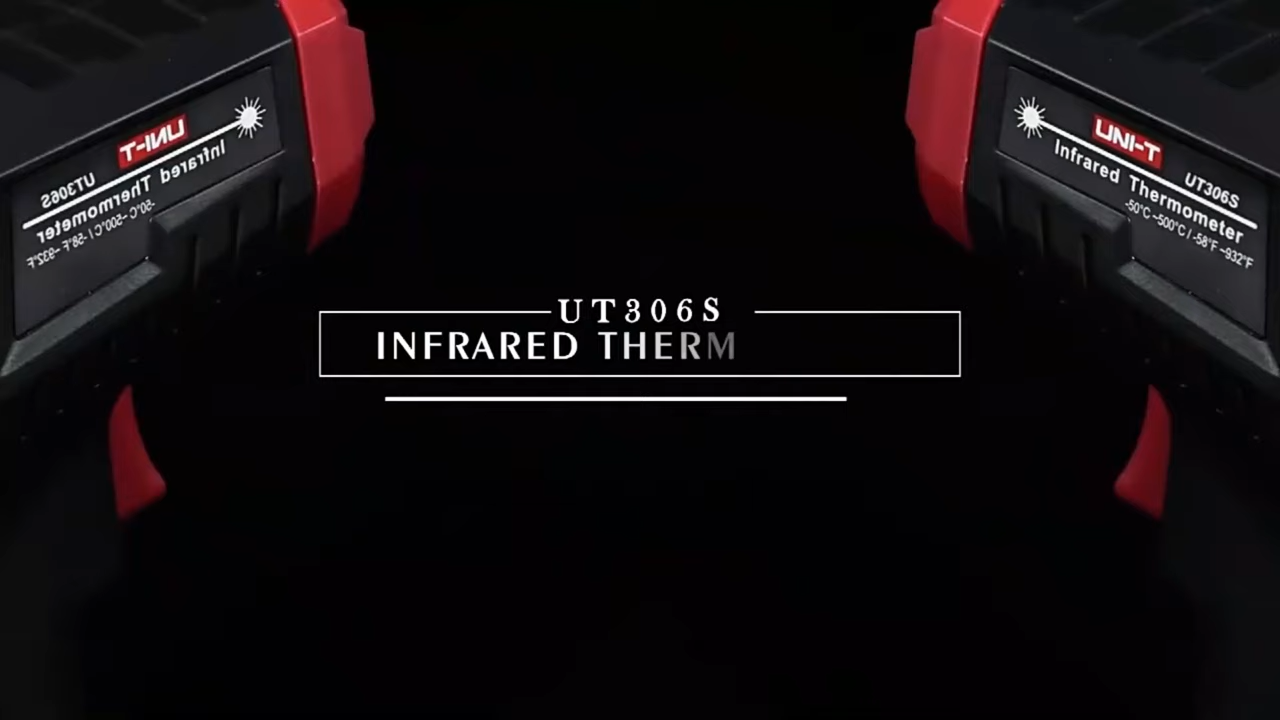 UNI-T
UT306S
Infrared Thermometer
-50°C ~500°C / -58°F ~932°F
UNI-T
UT306S
Infrared Thermometer
-50°C ~500°C / -58°F ~932°F
UT306S
INFRARED THERM